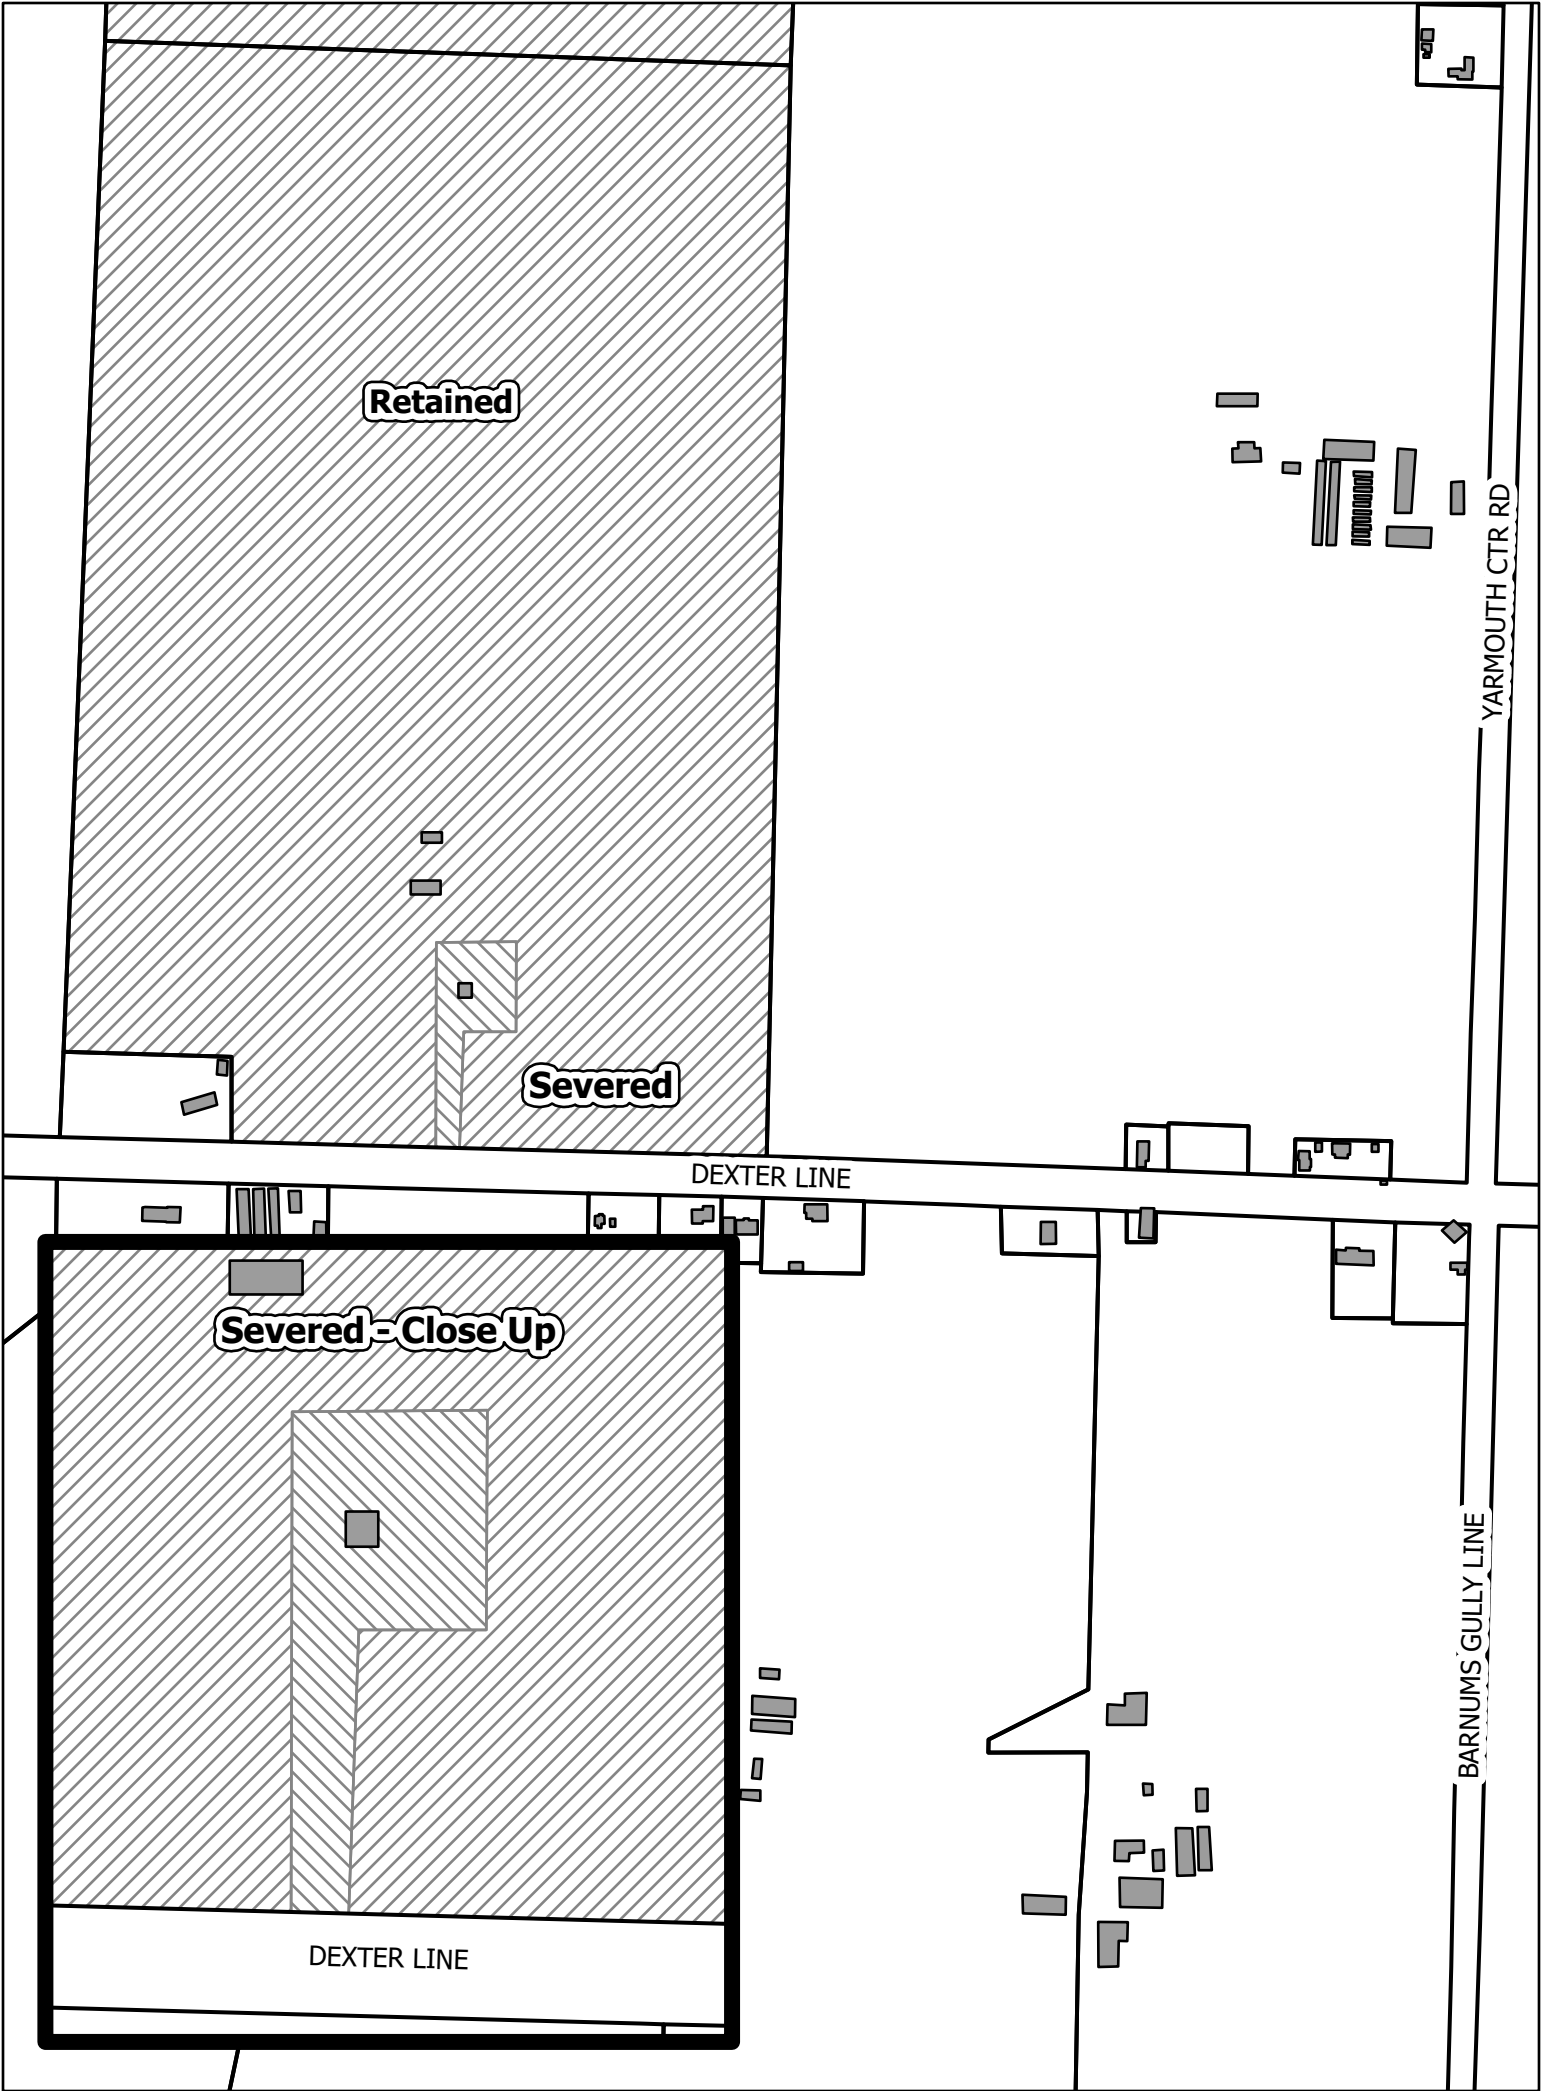 Retained
YARMOUTH CTR RD
Severed
DEXTER LINE
Severed - Close Up
BARNUMS GULLY LINE
DEXTER LINE